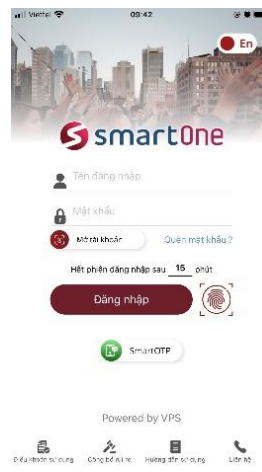 Viettel 09:42
En
smartOne
Tên đăng nhập
Mật khẩu
Mở tài khoản Quên mật khẩu ?
Hết phiên đăng nhập sau 15 phút
Đăng nhập
SmartOTP
Powered by VPS
Điều khoản sử dụng Công bố rủi ro Hướng dẫn sử dụng Liên hệ